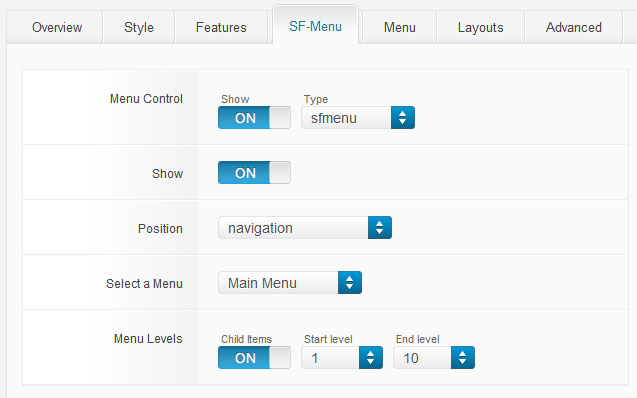 Overview Style Features SF-Menu Menu Layouts Advanced
Show Type
Menu Control ON sfmenu
Show ON
Position navigation
Select a Menu Main Menu
Child Items Start level End level
Menu Levels ON 1 10